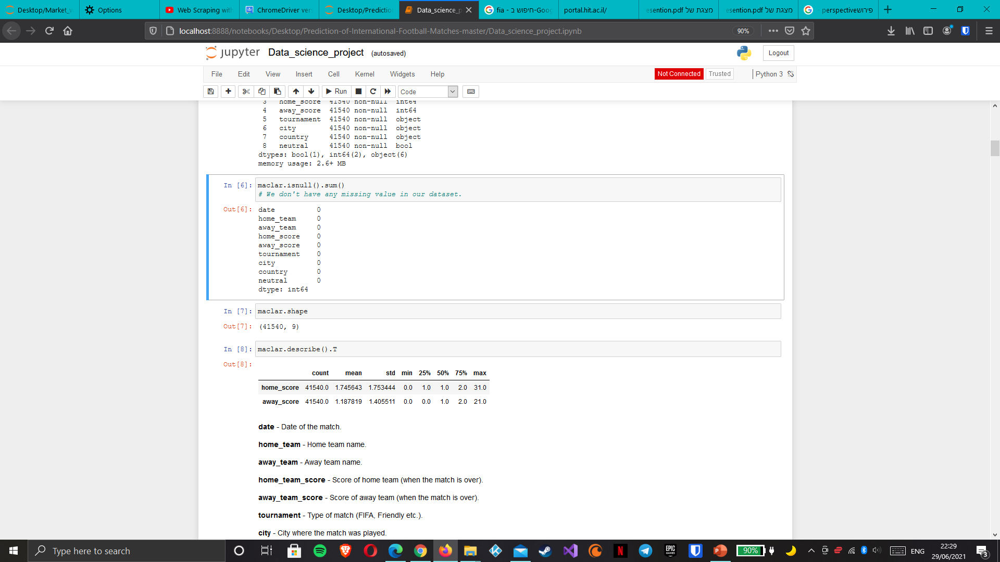 Desktop/Market_
Options
Web Scraping with
ChromeDriver ver
Desktop/Predictio
Data_science_p
fia - חיפוש ב-Goog
portal.hit.ac.il/
מצגת של esention.pdf
מצגת של esention.pdf
פירושperspective -
localhost:8888/notebooks/Desktop/Prediction-of-International-Football-Matches-master/Data_science_project.ipynb
90%
jupyter Data_science_project (autosaved)
Logout
File Edit View Insert Cell Kernel Widgets Help
Not Connected Trusted Python 3
Run Code
3 home_score 41540 non-null int64
4 away_score 41540 non-null int64
5 tournament 41540 non-null object
6 city 41540 non-null object
7 country 41540 non-null object
8 neutral 41540 non-null bool
dtypes: bool(1), int64(2), object(6)
memory usage: 2.6+ MB
In [6]: maclar.isnull().sum()
# We don't have any missing value in our dataset.
Out[6]: date 0
home_team 0
away_team 0
home_score 0
away_score 0
tournament 0
city 0
country 0
neutral 0
dtype: int64
In [7]: maclar.shape
Out[7]: (41540, 9)
In [8]: maclar.describe().T
Out[8]:
count mean std min 25% 50% 75% max
home_score 41540.0 1.745643 1.753444 0.0 1.0 1.0 2.0 31.0
away_score 41540.0 1.187819 1.405511 0.0 0.0 1.0 2.0 21.0
date - Date of the match.
home_team - Home team name.
away_team - Away team name.
home_team_score - Score of home team (when the match is over).
away_team_score - Score of away team (when the match is over).
tournament - Type of match (FIFA, Friendly etc.).
city - City where the match was played.
Type here to search
EPIC
GAMES
90%
ENG
22:29
29/06/2021
3